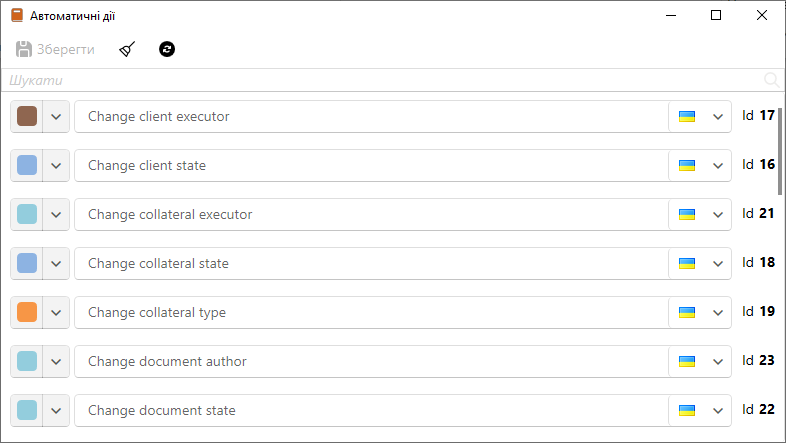 Автоматичні дії
Зберегти
Шукати
Change client executor Id 17
Change client state Id 16
Change collateral executor Id 21
Change collateral state Id 18
Change collateral type Id 19
Change document author Id 23
Change document state Id 22